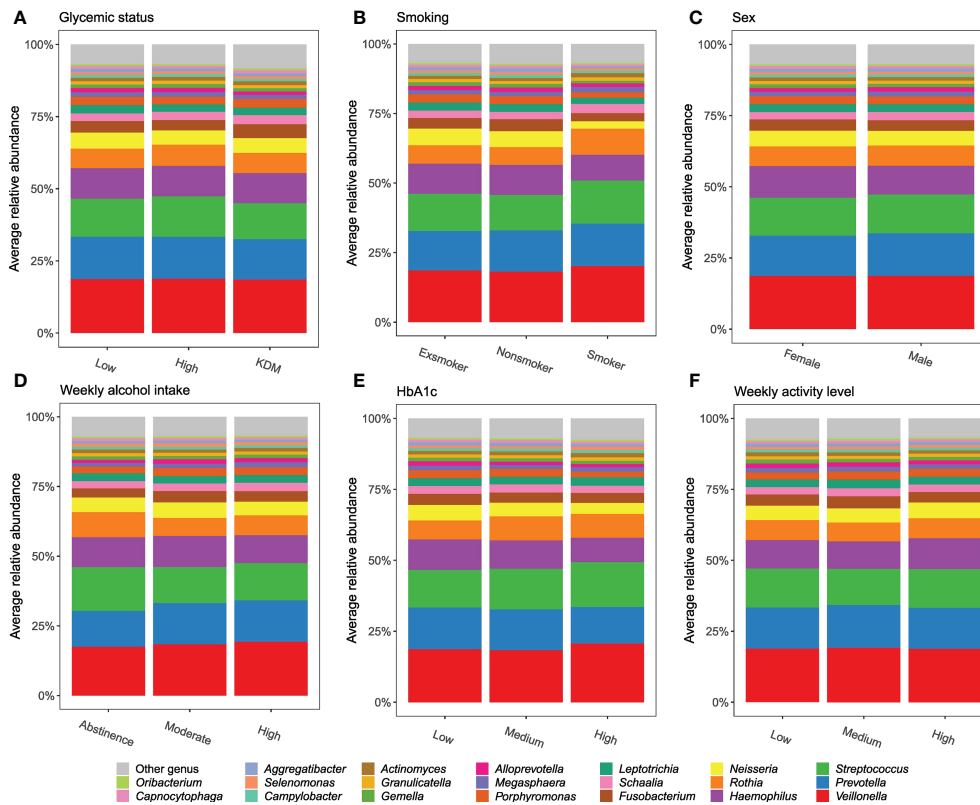 A Glycemic status
B Smoking
C Sex
Average relative abundance
100%
75%
50%
25%
0%
Low High KDM
Average relative abundance
100%
75%
50%
25%
0%
Exsmoker Nonsmoker Smoker
Average relative abundance
100%
75%
50%
25%
0%
Female Male
D Weekly alcohol intake
E HbA1c
F Weekly activity level
Average relative abundance
100%
75%
50%
25%
0%
Abstinence Moderate High
Average relative abundance
100%
75%
50%
25%
0%
Low Medium High
Average relative abundance
100%
75%
50%
25%
0%
Low Medium High
Other genus Aggregatibacter Actinomyces Alloprevotella Leptotrichia Neisseria Streptococcus
Oribacterium Selenomonas Granulicatella Megasphaera Schaalia Rothia Prevotella
Capnocytophaga Campylobacter Gemella Porphyromonas Fusobacterium Haemophilus Veillonella